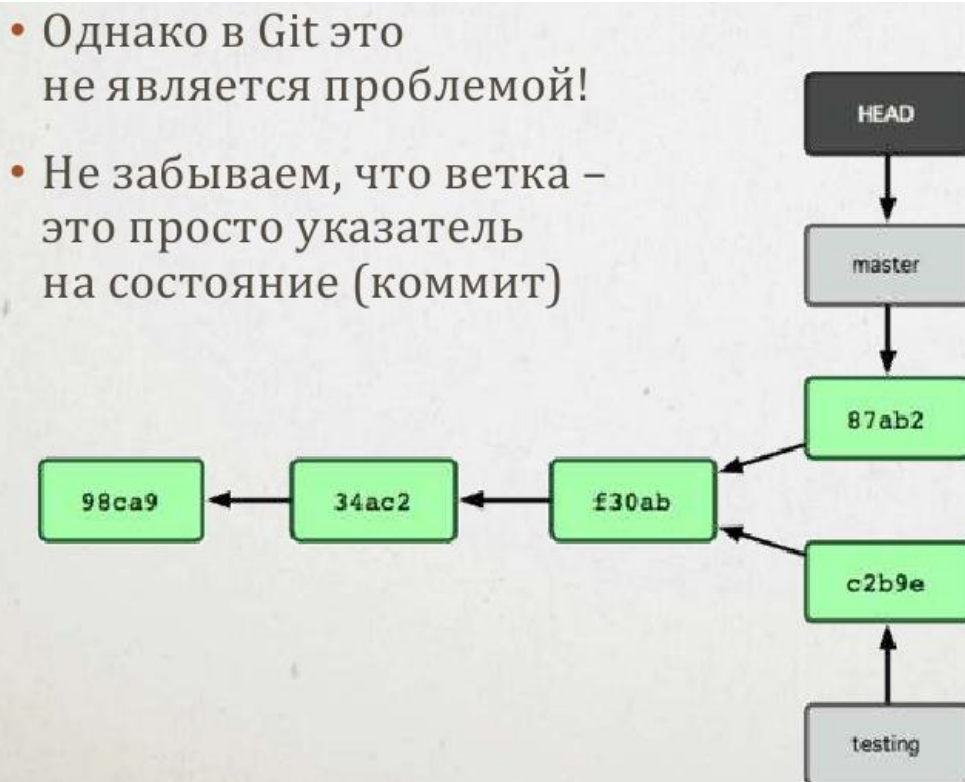 • Однако в Git это
не является проблемой!
• Не забываем, что ветка –
это просто указатель
на состояние (коммит)
HEAD
master
87ab2
98ca9
34ac2
f30ab
c2b9e
testing